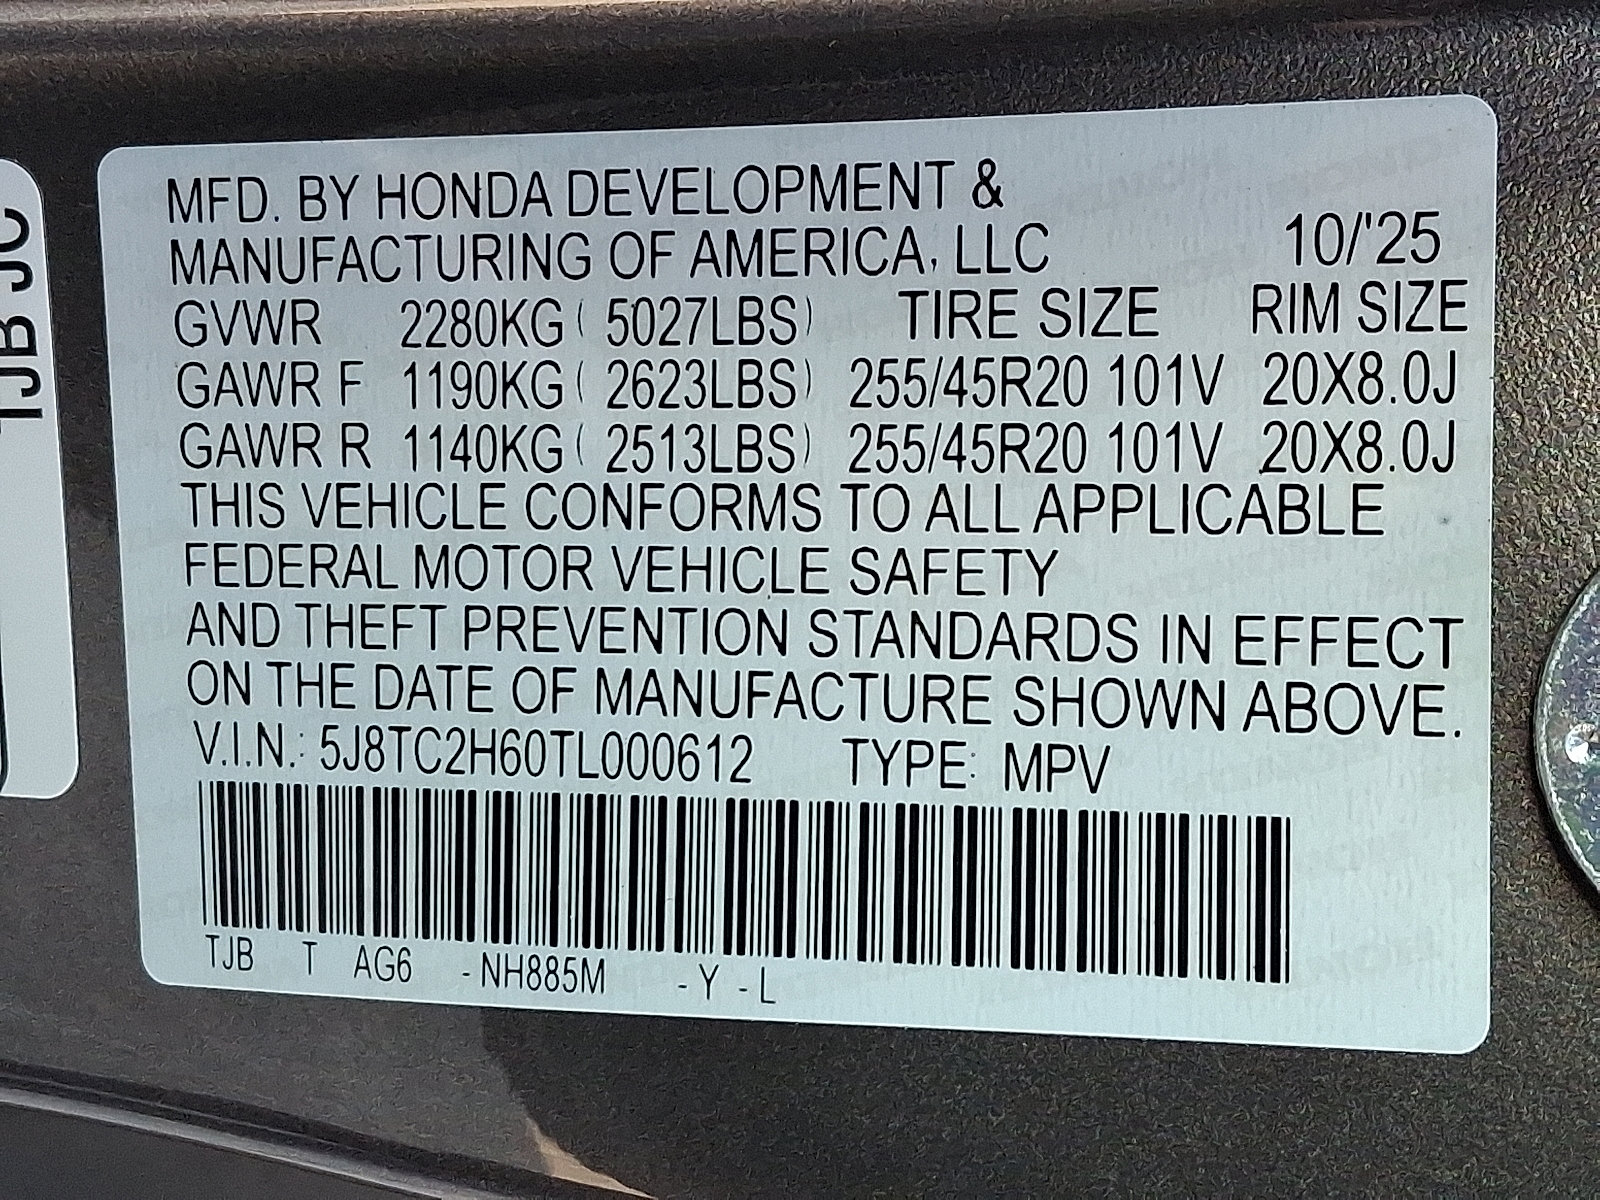 TJB JC
MFD. BY HONDA DEVELOPMENT &
MANUFACTURING OF AMERICA, LLC 10/'25
GVWR 2280KG ( 5027LBS) TIRE SIZE RIM SIZE
GAWR F 1190KG ( 2623LBS) 255/45R20 101V 20X8.0J
GAWR R 1140KG ( 2513LBS) 255/45R20 101V 20X8.0J
THIS VEHICLE CONFORMS TO ALL APPLICABLE
FEDERAL MOTOR VEHICLE SAFETY
AND THEFT PREVENTION STANDARDS IN EFFECT
ON THE DATE OF MANUFACTURE SHOWN ABOVE.
V.I.N.: 5J8TC2H60TL000612 TYPE: MPV
TJB T AG6 -NH885M -Y -L